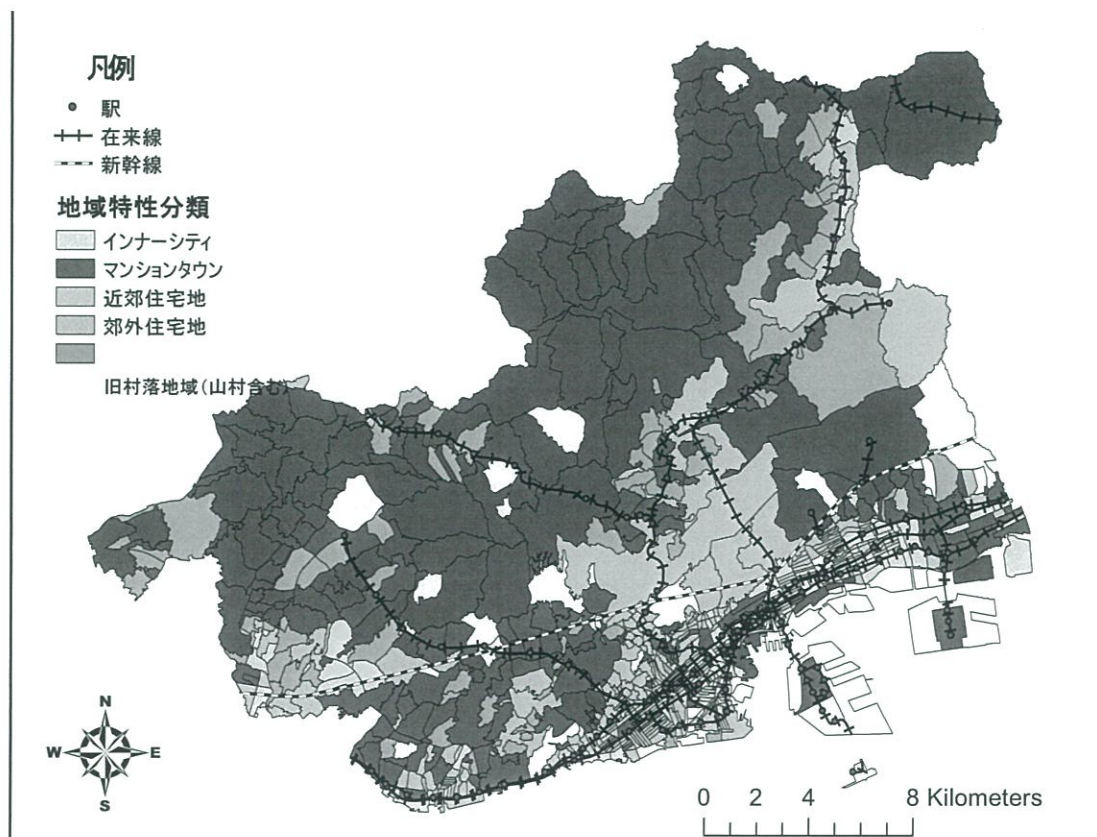 凡例
駅
在来線
新幹線
地域特性分類
インナーシティ
マンションタウン
近郊住宅地
郊外住宅地
旧村落地域(山村含む)
N
W E
S
0 2 4 8 Kilometers